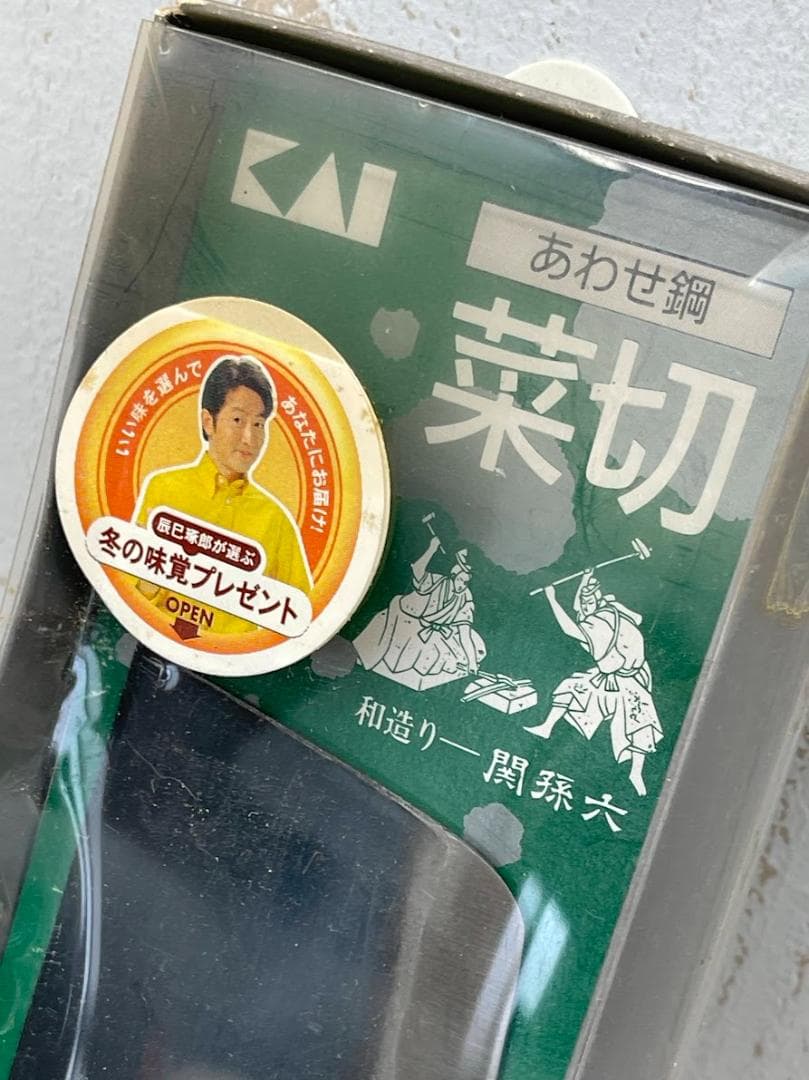 KAI
あわせ鋼
菜切
いい味を選んで
あなたにお届け!
辰巳琢郎が選ぶ
冬の味覚プレゼント
OPEN
和造り—関孫六